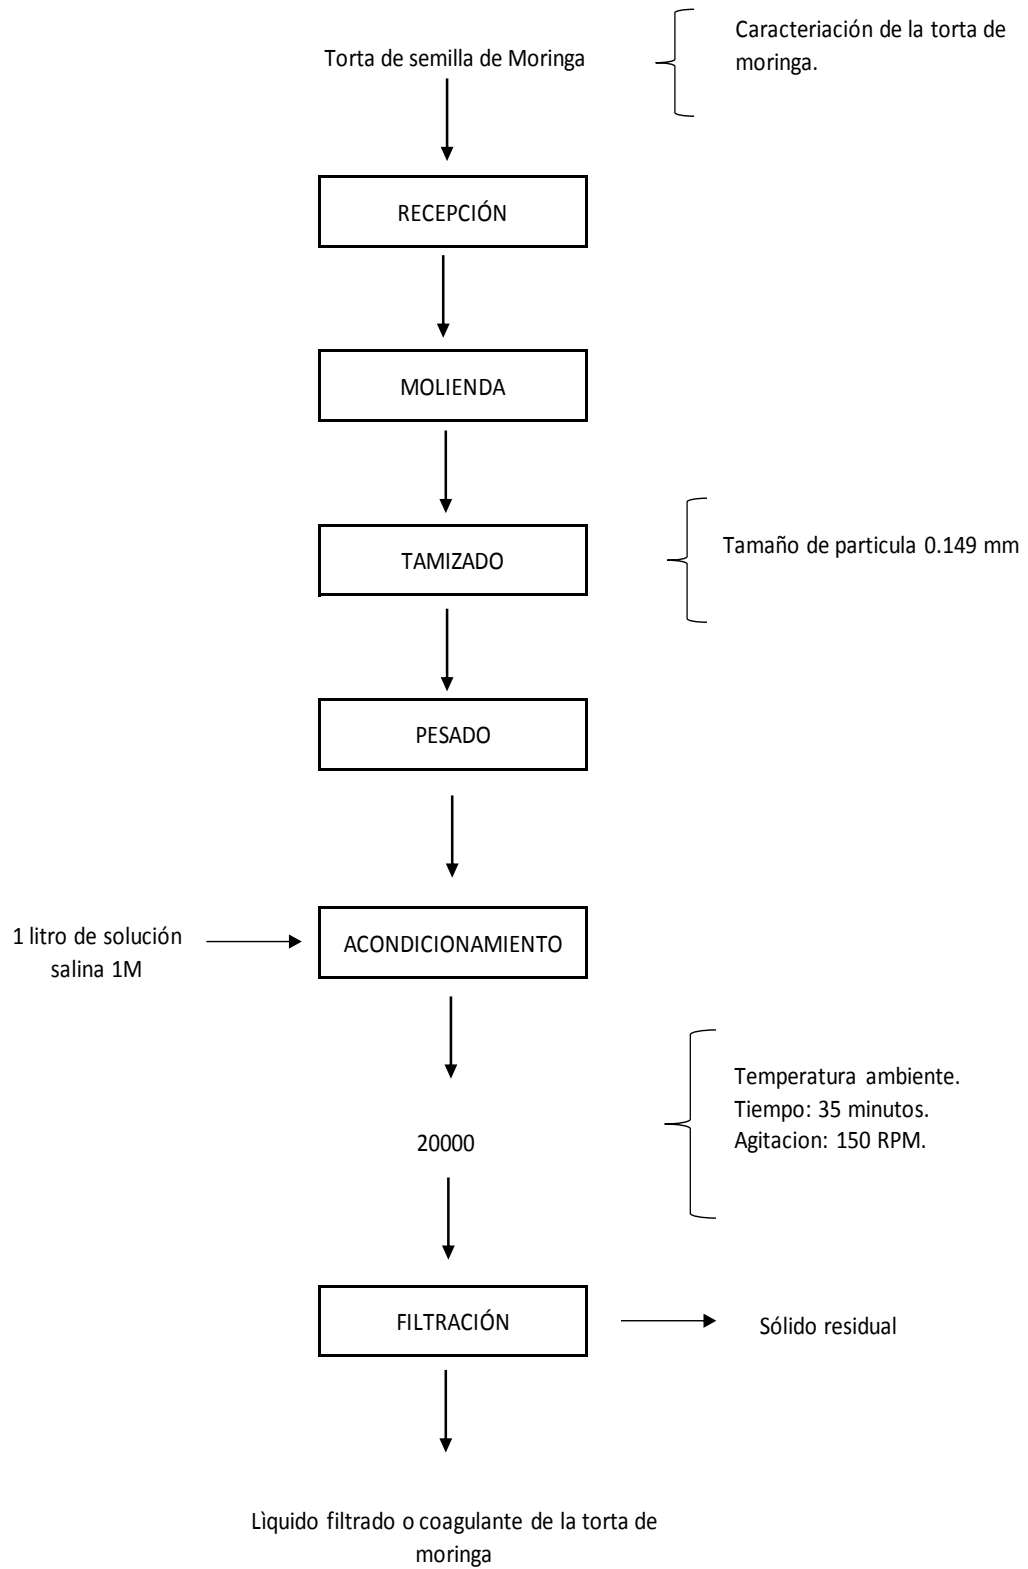 Caracteriación de la torta de
moringa.
Torta de semilla de Moringa
RECEPCIÓN
MOLIENDA
TAMIZADO
Tamaño de particula 0.149 mm
PESADO
1 litro de solución
salina 1M
ACONDICIONAMIENTO
Temperatura ambiente.
Tiempo: 35 minutos.
Agitacion: 150 RPM.
20000
FILTRACIÓN
Sólido residual
Lìquido filtrado o coagulante de la torta de
moringa